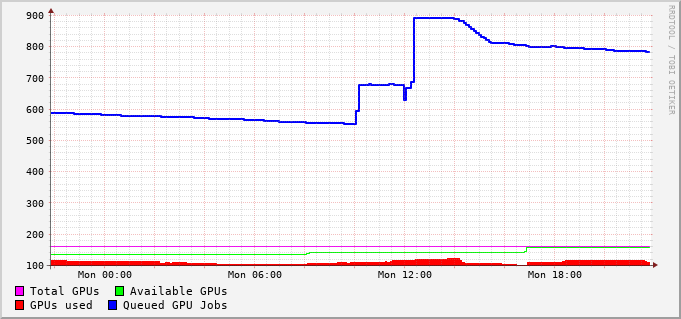 900
800
700
600
500
400
300
200
100
Mon 00:00 Mon 06:00 Mon 12:00 Mon 18:00
Total GPUs Available GPUs
GPUs used Queued GPU Jobs
RRDTOOL / TOBI OETIKER